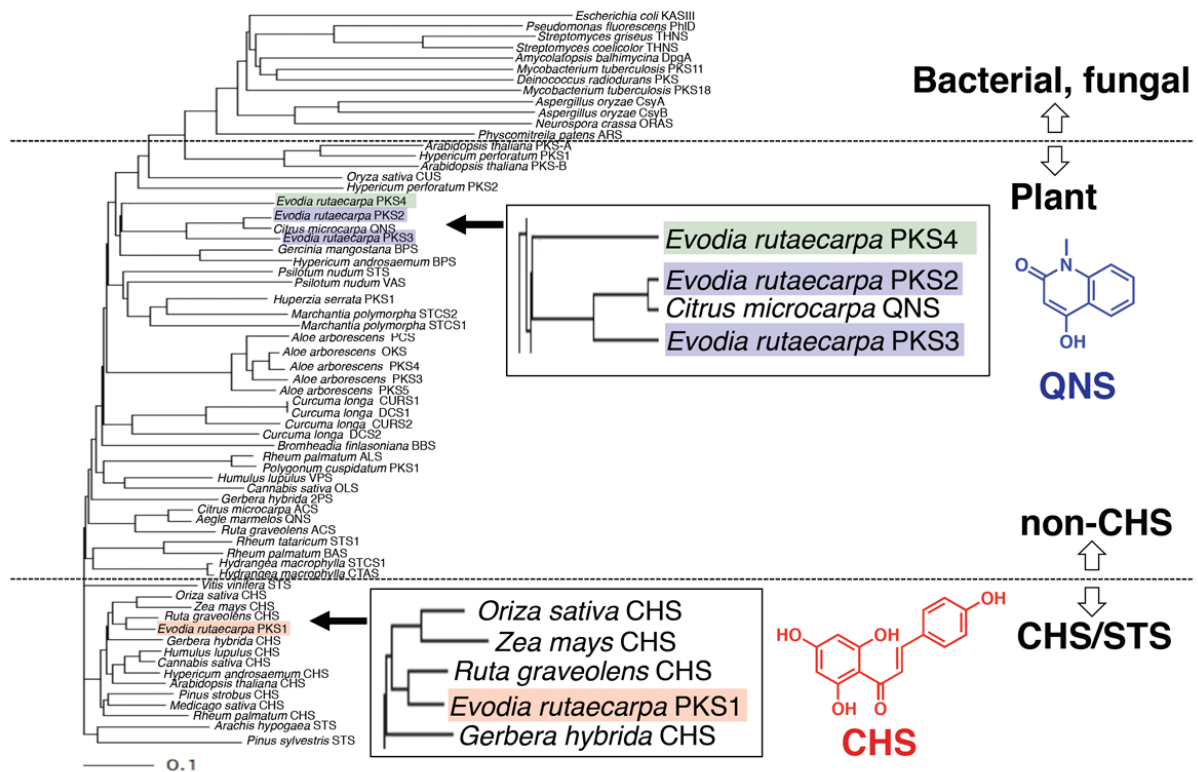 Escherichia coli KASIII
Pseudomonas fluorescens PhlD
Streptomyces griseus THNS
Streptomyces coelicolor THNS
Amycolatopsis balhimycina DpgA
Mycobacterium tuberculosis PKS11
Deinococcus radiodurans PKS
Mycobacterium tuberculosis PKS18
Aspergillus oryzae CsyA
Aspergillus oryzae CsyB
Neurospora crassa ORAS
Physcomitreila patens ARS
Arabidopsis thaliana PKS-A
Hypericum perforatum PKS1
Arabidopsis thaliana PKS-B
Oryza sativa CUS
Hypericum perforatum PKS2
Evodia rutaecarpa PKS4
Evodia rutaecarpa PKS2
Citrus microcarpa QNS
Evodia rutaecarpa PKS3
Gercinia mangostana BPS
Hypericum androsaemum BPS
Psilotum nudum STS
Psilotum nudum VAS
Huperzia serrata PKS1
Marchantia polymorpha STCS2
Marchantia polymorpha STCS1
Aloe arborescens PCS
Aloe arborescens OKS
Aloe arborescens PKS4
Aloe arborescens PKS3
Aloe arborescens PKS5
Curcuma longa CURS1
Curcuma longa DCS1
Curcuma longa CURS2
Curcuma longa DCS2
Bromheadia finlasoniana BBS
Rheum palmatum ALS
Polygonum cuspidatum PKS1
Humulus lupulus VPS
Cannabis sativa OLS
Gerbera hybrida 2PS
Citrus microcarpa ACS
Aegle marmelos QNS
Ruta graveolens ACS
Rheum tataricum STS1
Rheum palmatum BAS
Hydrangea macrophylla STCS1
Hydrangea macrophylla CTAS
Vitis vinifera STS
Oriza sativa CHS
Zea mays CHS
Ruta graveolens CHS
Evodia rutaecarpa PKS1
Gerbera hybrida CHS
Humulus lupulus CHS
Cannabis sativa CHS
Hypericum androsaemum CHS
Arabidopsis thaliana CHS
Pinus strobus CHS
Medicago sativa CHS
Rheum palmatum CHS
Arachis hypogaea STS
Pinus sylvestris STS
0.1
Evodia rutaecarpa PKS4
Evodia rutaecarpa PKS2
Citrus microcarpa QNS
Evodia rutaecarpa PKS3
Oriza sativa CHS
Zea mays CHS
Ruta graveolens CHS
Evodia rutaecarpa PKS1
Gerbera hybrida CHS
Bacterial, fungal
Plant
O
N
OH
QNS
non-CHS
CHS/STS
OH
HO
OH
OH
O
CHS